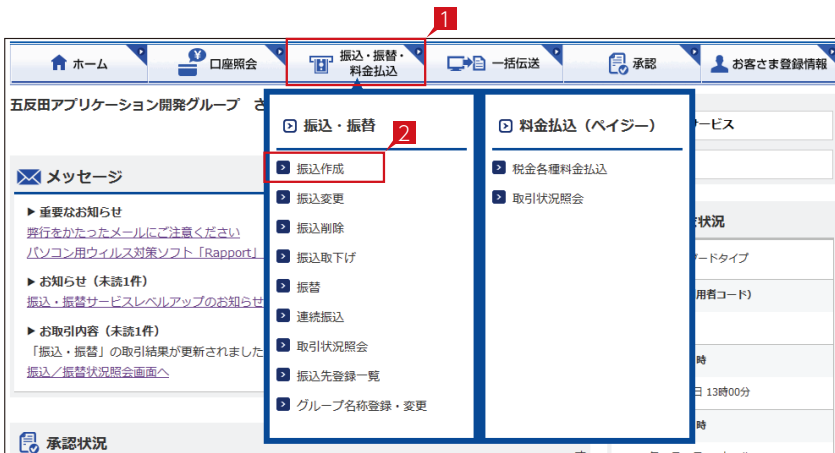 1
ホーム
口座照会
振込・振替・
料金払込
一括伝送
承認
お客さま登録情報
五反田アプリケーション開発グループ
2
振込・振替
振込作成
振込変更
振込削除
振込取下げ
振替
連続振込
取引状況照会
振込先登録一覧
グループ名称登録・変更
料金払込（ペイジー）
税金各種料金払込
取引状況照会
メッセージ
▶ 重要なお知らせ
弊行をかたったメールにご注意ください
パソコン用ウィルス対策ソフト「Rapport」
▶ お知らせ（未読1件）
振込・振替サービスレベルアップのお知らせ
▶ お取引内容（未読1件）
「振込・振替」の取引結果が更新されました
振込／振替状況照会画面へ
承認状況
ービス
状況
ードタイプ
用者コード)
時
日 13時00分
時